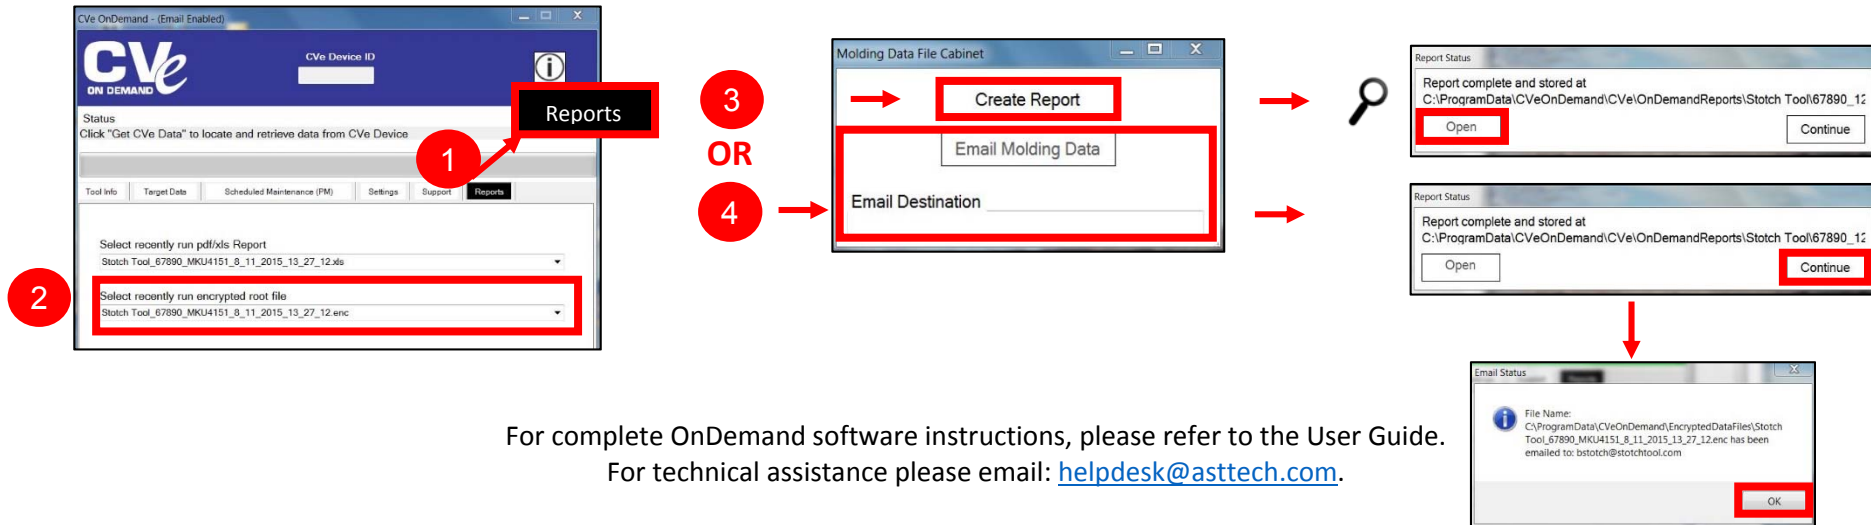 CVe OnDemand - (Email Enabled)
CVe
ON DEMAND
CVe Device ID
Reports
Status
Click "Get CVe Data" to locate and retrieve data from CVe Device
1
Tool Info
Target Data
Scheduled Maintenance (PM)
Settings
Support
Reports
Select recently run pdf/xls Report
Stotch Tool_67890_MKU4151_8_11_2015_13_27_12.xls
2
Select recently run encrypted root file
Stotch Tool_67890_MKU4151_8_11_2015_13_27_12.enc
3
OR
4
Molding Data File Cabinet
Create Report
Email Molding Data
Email Destination
Report Status
Report complete and stored at
C:\ProgramData\CVeOnDemand\CVe\OnDemandReports\Stotch Tool\67890_12
Open
Continue
Report Status
Report complete and stored at
C:\ProgramData\CVeOnDemand\CVe\OnDemandReports\Stotch Tool\67890_12
Open
Continue
Email Status
File Name:
C:\ProgramData\CVeOnDemand\EncryptedDataFiles\Stotch
Tool_67890_MKU4151_8_11_2015_13_27_12.enc has been
emailed to: bstotch@stotchtool.com
OK
For complete OnDemand software instructions, please refer to the User Guide.
For technical assistance please email: helpdesk@asttech.com.